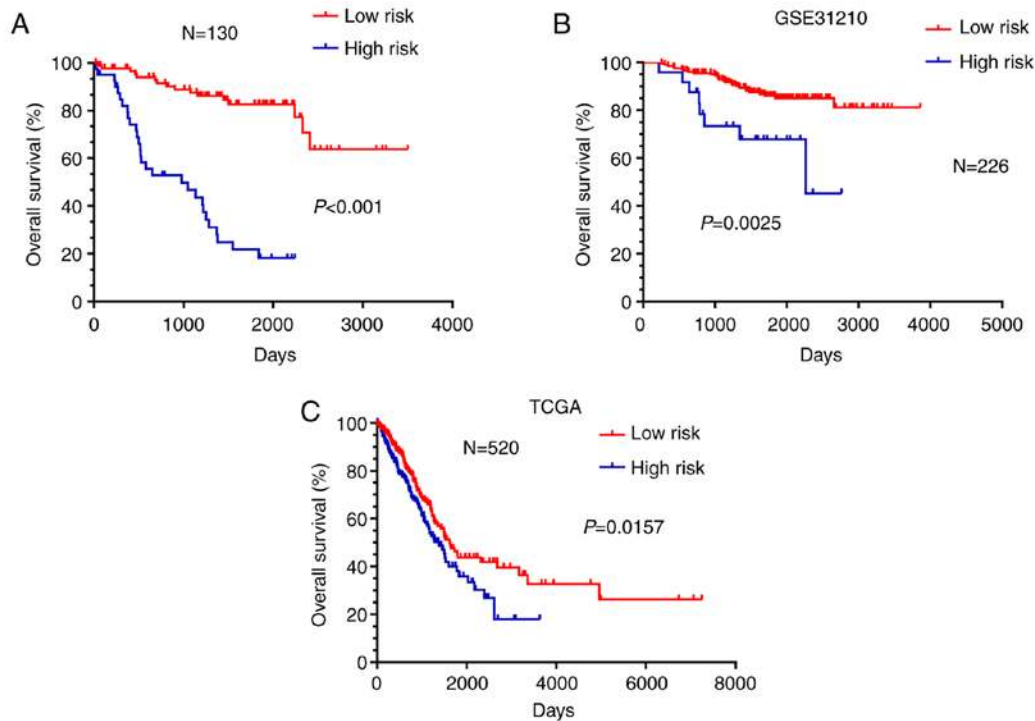 A
N=130
Low risk
High risk
P<0.001
Overall survival (%)
100
80
60
40
20
0
0 1000 2000 3000 4000
Days
B
GSE31210
Low risk
High risk
N=226
P=0.0025
Overall survival (%)
100
80
60
40
20
0
0 1000 2000 3000 4000 5000
Days
C
TCGA
N=520
Low risk
High risk
P=0.0157
Overall survival (%)
100
80
60
40
20
0
0 2000 4000 6000 8000
Days